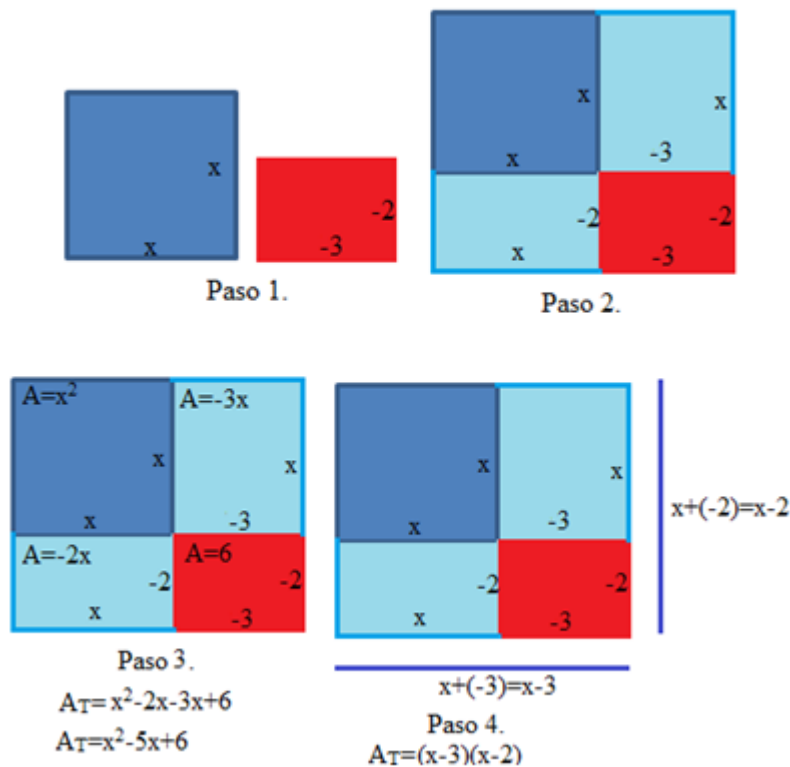 x
-2
x
-3
Paso 1.
x
x
x
-3
-2
-2
x
-3
Paso 2.
A=x²
A=-3x
x
x
x
-3
A=-2x
A=6
-2
-2
x
-3
Paso 3.
AT=x²-2x-3x+6
AT=x²-5x+6
x
x
x
-3
x+(-2)=x-2
-2
-2
x
-3
x+(-3)=x-3
Paso 4.
AT=(x-3)(x-2)